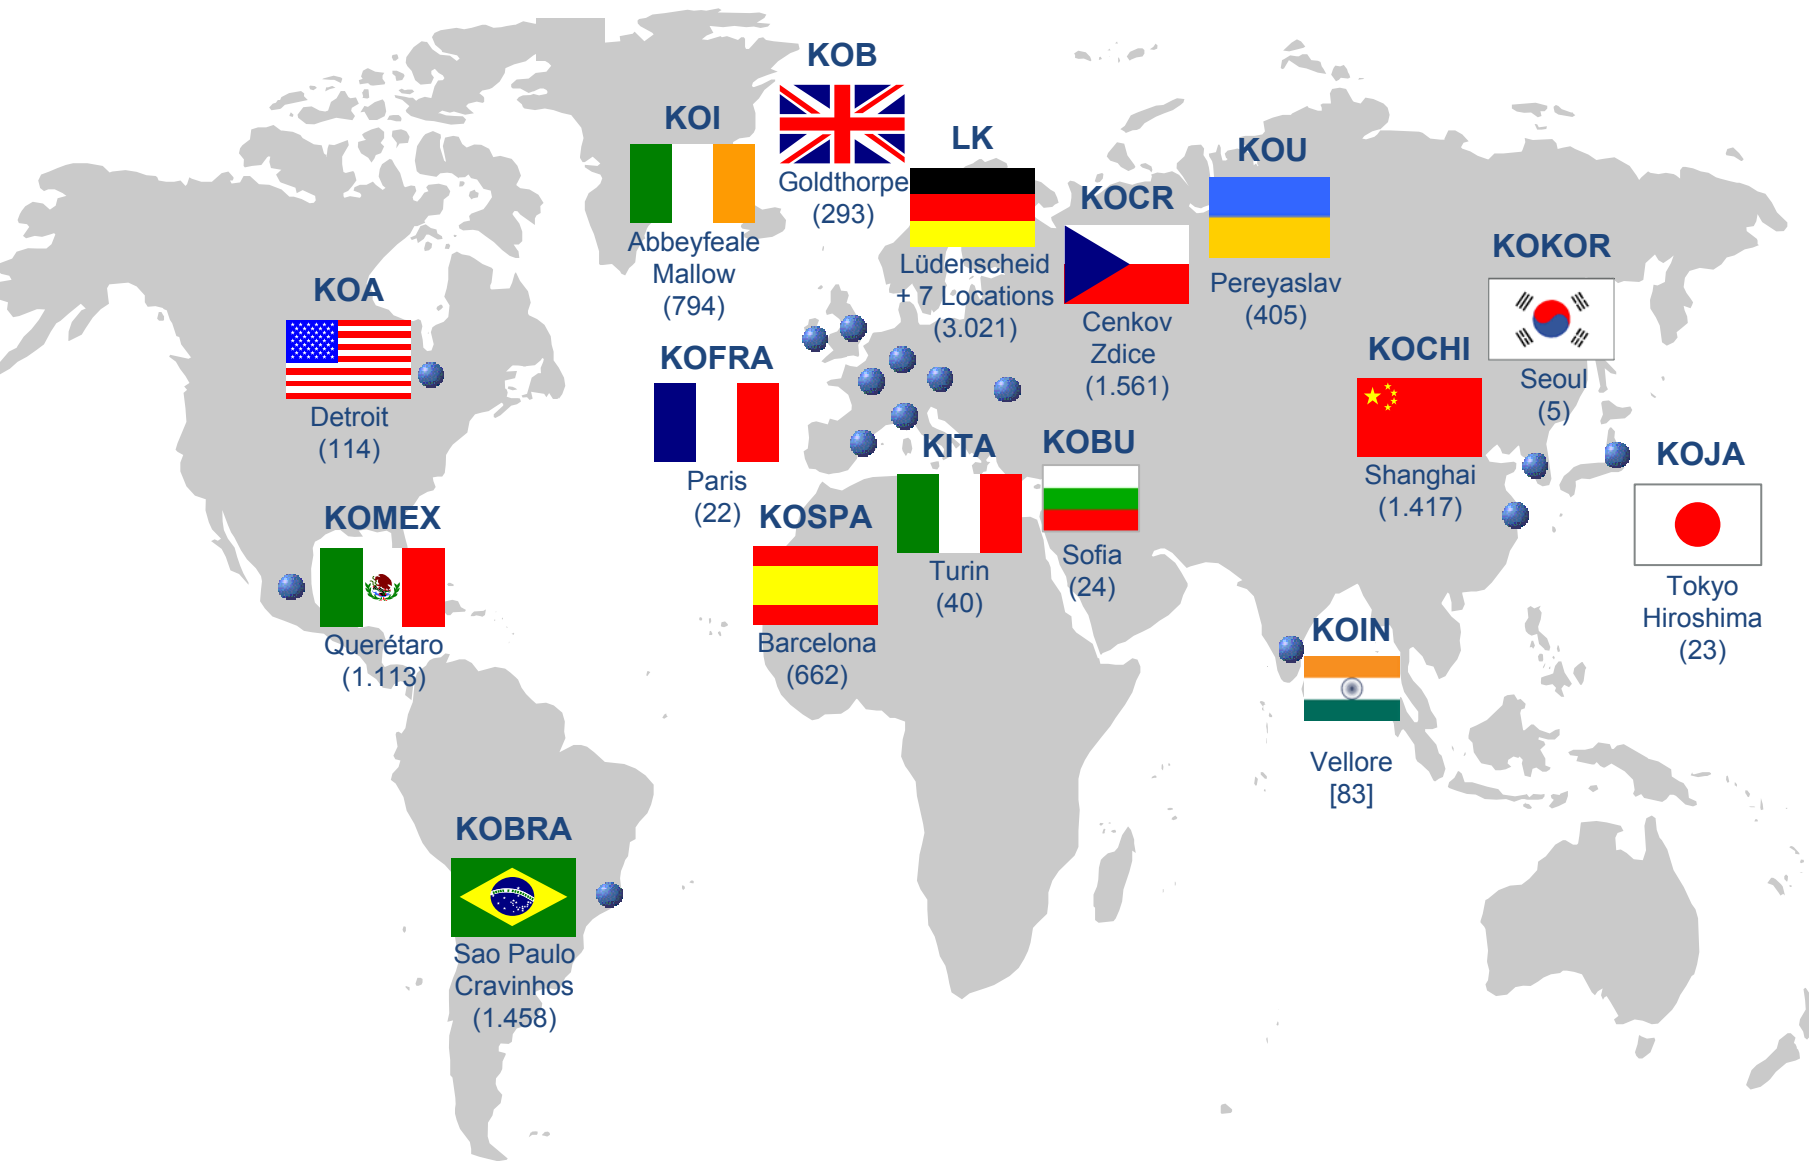 KOB
Goldthorpe
(293)
KOI
Abbeyfeale
Mallow
(794)
LK
Lüdenscheid
+ 7 Locations
(3.021)
KOCR
Cenkov
Zdice
(1.561)
KOU
Pereyaslav
(405)
KOKOR
Seoul
(5)
KOA
Detroit
(114)
KOFRA
Paris
(22)
KOCHI
Shanghai
(1.417)
KITA
Turin
(40)
KOBU
Sofia
(24)
KOJA
Tokyo
Hiroshima
(23)
KOMEX
Querétaro
(1.113)
KOSPA
Barcelona
(662)
KOIN
Vellore
[83]
KOBRA
Sao Paulo
Cravinhos
(1.458)